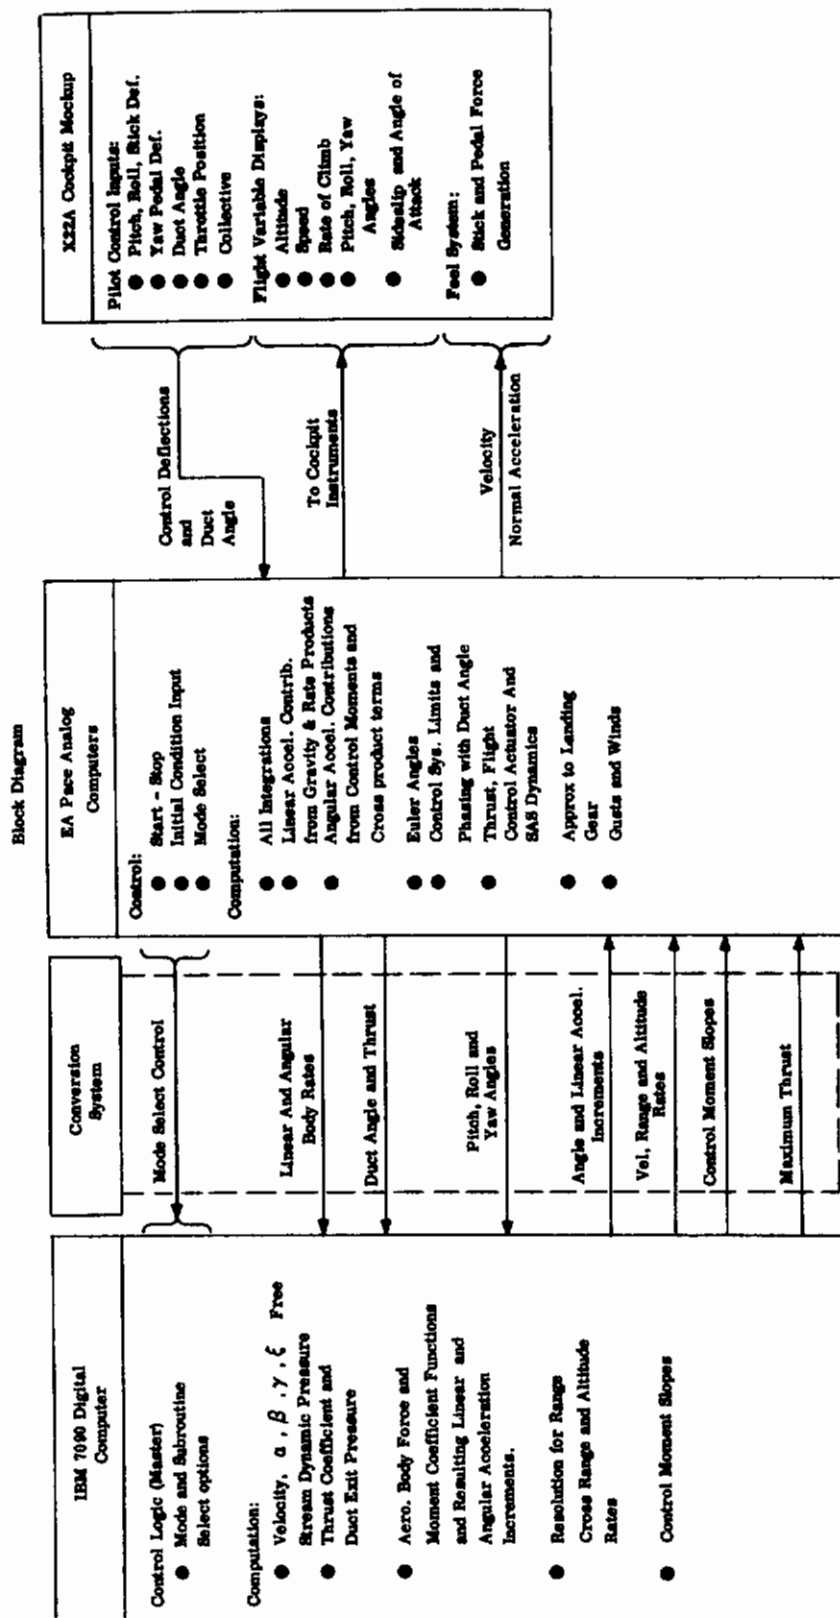 Block Diagram
IBM 7090 Digital
Computer
Control Logic (Master)
● Mode and Subroutine
Select options
Computation:
● Velocity, α, β, γ, ξ Free
Stream Dynamic Pressure
● Thrust Coefficient and
Duct Exit Pressure
● Aero. Body Force and
Moment Coefficient Functions
and Resulting Linear and
Angular Acceleration
Increments.
● Resolution for Range
Cross Range and Altitude
Rates
● Control Moment Slopes
Conversion
System
Mode Select Control
Linear And Angular
Body Rates
Duct Angle and Thrust
Pitch, Roll and
Yaw Angles
Angle and Linear Accel.
Increments
Vel, Range and Altitude
Rates
Control Moment Slopes
Maximum Thrust
EA Pace Analog
Computers
Control:
● Start - Stop
● Initial Condition Input
● Mode Select
Computation:
● All Integrations
● Linear Accel. Contrib.
from Gravity & Rate Products
● Angular Accel. Contributions
from Control Moments and
Cross product terms
● Euler Angles
● Control Sys. Limits and
Phasing with Duct Angle
● Thrust, Flight
Control Actuator And
SAS Dynamics
● Approx to Landing
Gear
● Gusts and Winds
Control Deflections
and
Duct
Angle
To Cockpit
Instruments
Velocity
Normal Acceleration
X22A Cockpit Mockup
Pilot Control Inputs:
● Pitch, Roll, Stick Def.
● Yaw Pedal Def.
● Duct Angle
● Throttle Position
● Collective
Flight Variable Displays:
● Altitude
● Speed
● Rate of Climb
● Pitch, Roll, Yaw
Angles
● Sideslip and Angle of
Attack
Feel System:
● Stick and Pedal Force
Generation